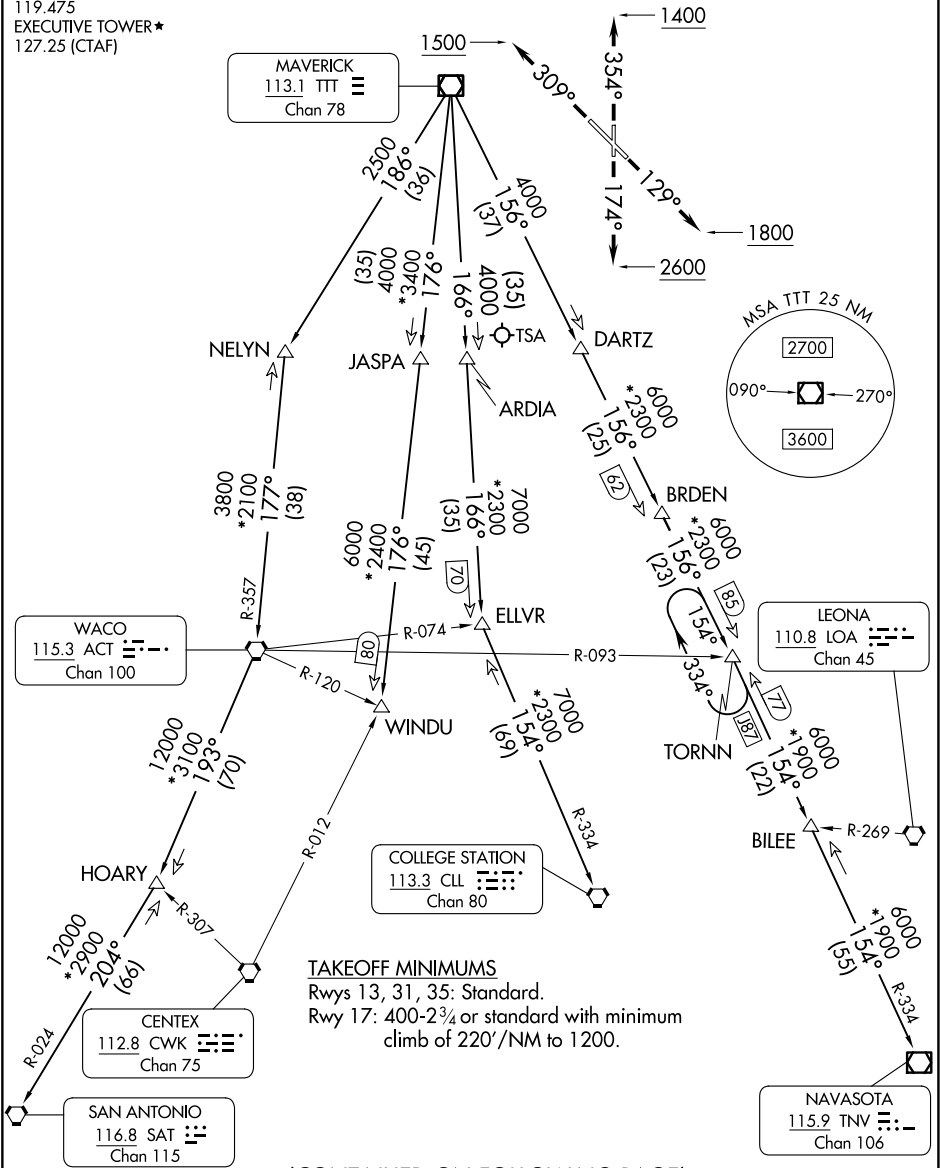 119.475
EXECUTIVE TOWER★
127.25 (CTAF)
1400
1500
354°
309°
129°
174°
1800
2600
MAVERICK
113.1 TTT
Chan 78
2500
186°
(36)
(35)
4000
*3400
176°
(35)
4000
166°
4000
156°
(37)
TSA
NELYN
JASPA
ARDIA
DARTZ
MSA TTT 25 NM
2700
090°
270°
3600
3800
*2100
177°
(38)
R-357
6000
*2400
176°
(45)
7000
*2300
166°
(35)
6000
*2300
156°
(25)
62
BRDEN
6000
*2300
156°
(23)
70
85
80
ELLVR
WACO
115.3 ACT
Chan 100
R-074
R-093
R-120
WINDU
154°
334°
J87
77
TORNN
LEONA
110.8 LOA
Chan 45
12000
*3100
193°
(70)
R-012
7000
*2300
154°
(69)
R-334
6000
*1900
154°
(22)
BILEE
R-269
HOARY
R-307
COLLEGE STATION
113.3 CLL
Chan 80
12000
*2900
204°
(66)
R-024
6000
*1900
154°
(55)
R-334
TAKEOFF MINIMUMS
Rwys 13, 31, 35: Standard.
Rwy 17: 400-2¾ or standard with minimum
climb of 220'/NM to 1200.
CENTEX
112.8 CWK
Chan 75
SAN ANTONIO
116.8 SAT
Chan 115
NAVASOTA
115.9 TNV
Chan 106